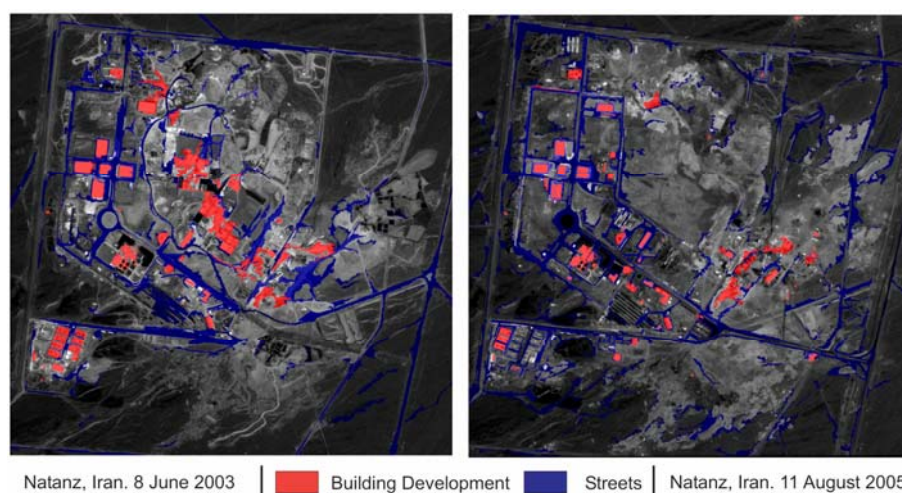 Natanz, Iran. 8 June 2003 | Building Development Streets | Natanz, Iran. 11 August 2005